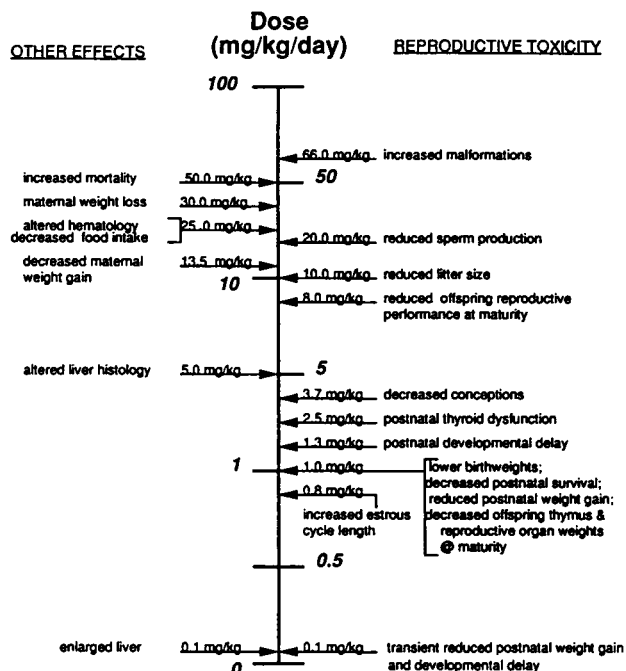 Dose
(mg/kg/day)
OTHER EFFECTS
REPRODUCTIVE TOXICITY
100
66.0 mg/kg increased malformations
increased mortality 50.0 mg/kg 50
maternal weight loss 30.0 mg/kg
altered hematology
decreased food intake
25.0 mg/kg
20.0 mg/kg reduced sperm production
decreased maternal
weight gain
13.5 mg/kg
10
10.0 mg/kg reduced litter size
8.0 mg/kg reduced offspring reproductive
performance at maturity
altered liver histology 5.0 mg/kg 5
3.7 mg/kg decreased conceptions
2.5 mg/kg postnatal thyroid dysfunction
1.3 mg/kg postnatal developmental delay
1
1.0 mg/kg
lower birthweights;
decreased postnatal survival;
reduced postnatal weight gain;
decreased offspring thymus &
reproductive organ weights
@ maturity
0.8 mg/kg
increased estrous
cycle length
0.5
enlarged liver 0.1 mg/kg
0.1 mg/kg transient reduced postnatal weight gain
and developmental delay
0